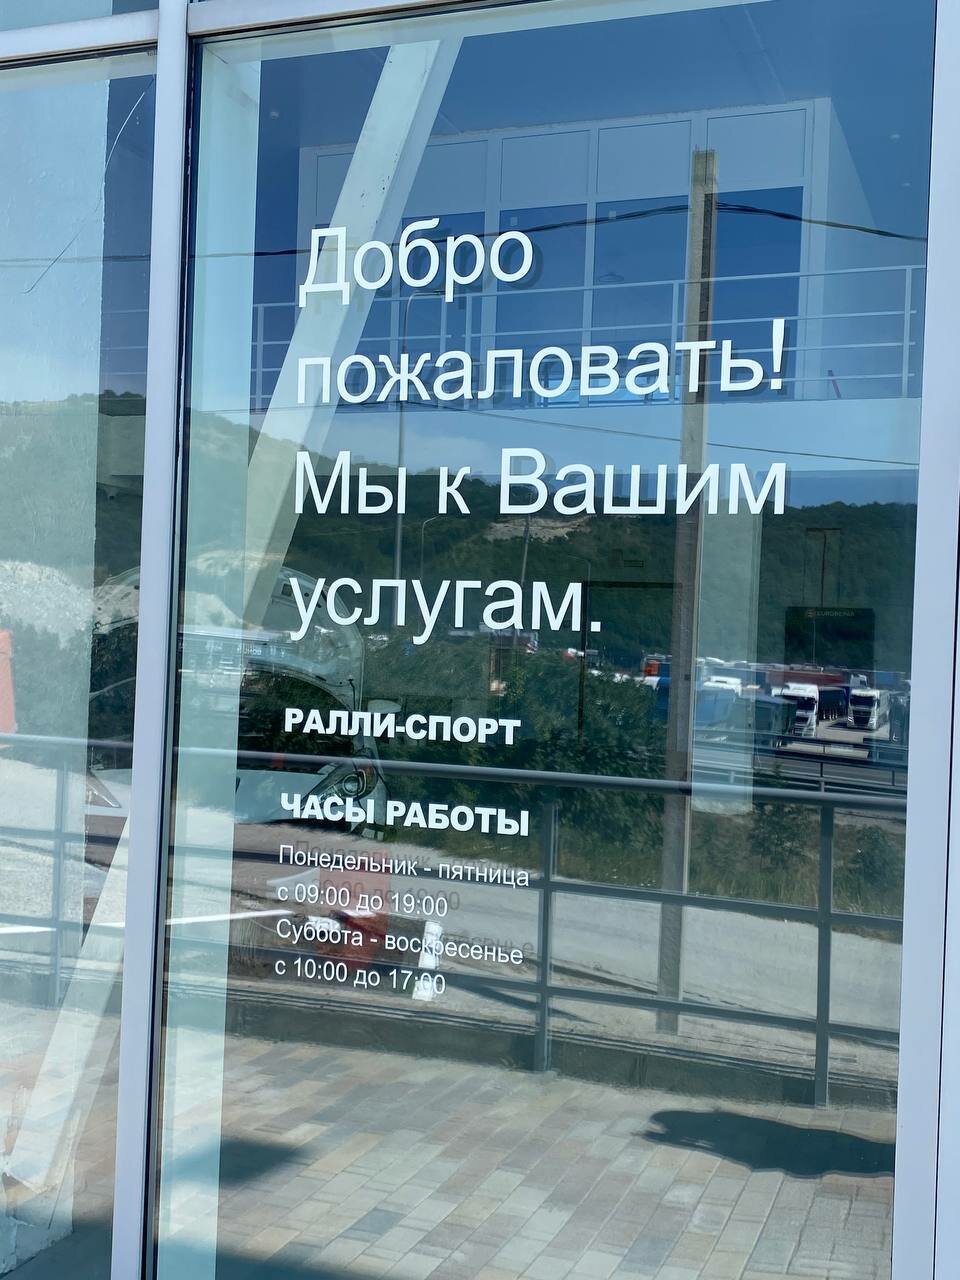 Добро
пожаловать!
Мы к Вашим
услугам.
EUROREPAR
РАЛЛИ-СПОРТ
ЧАСЫ РАБОТЫ
Понедельник - пятница
с 09:00 до 19:00
Суббота - воскресенье
с 10:00 до 17:00